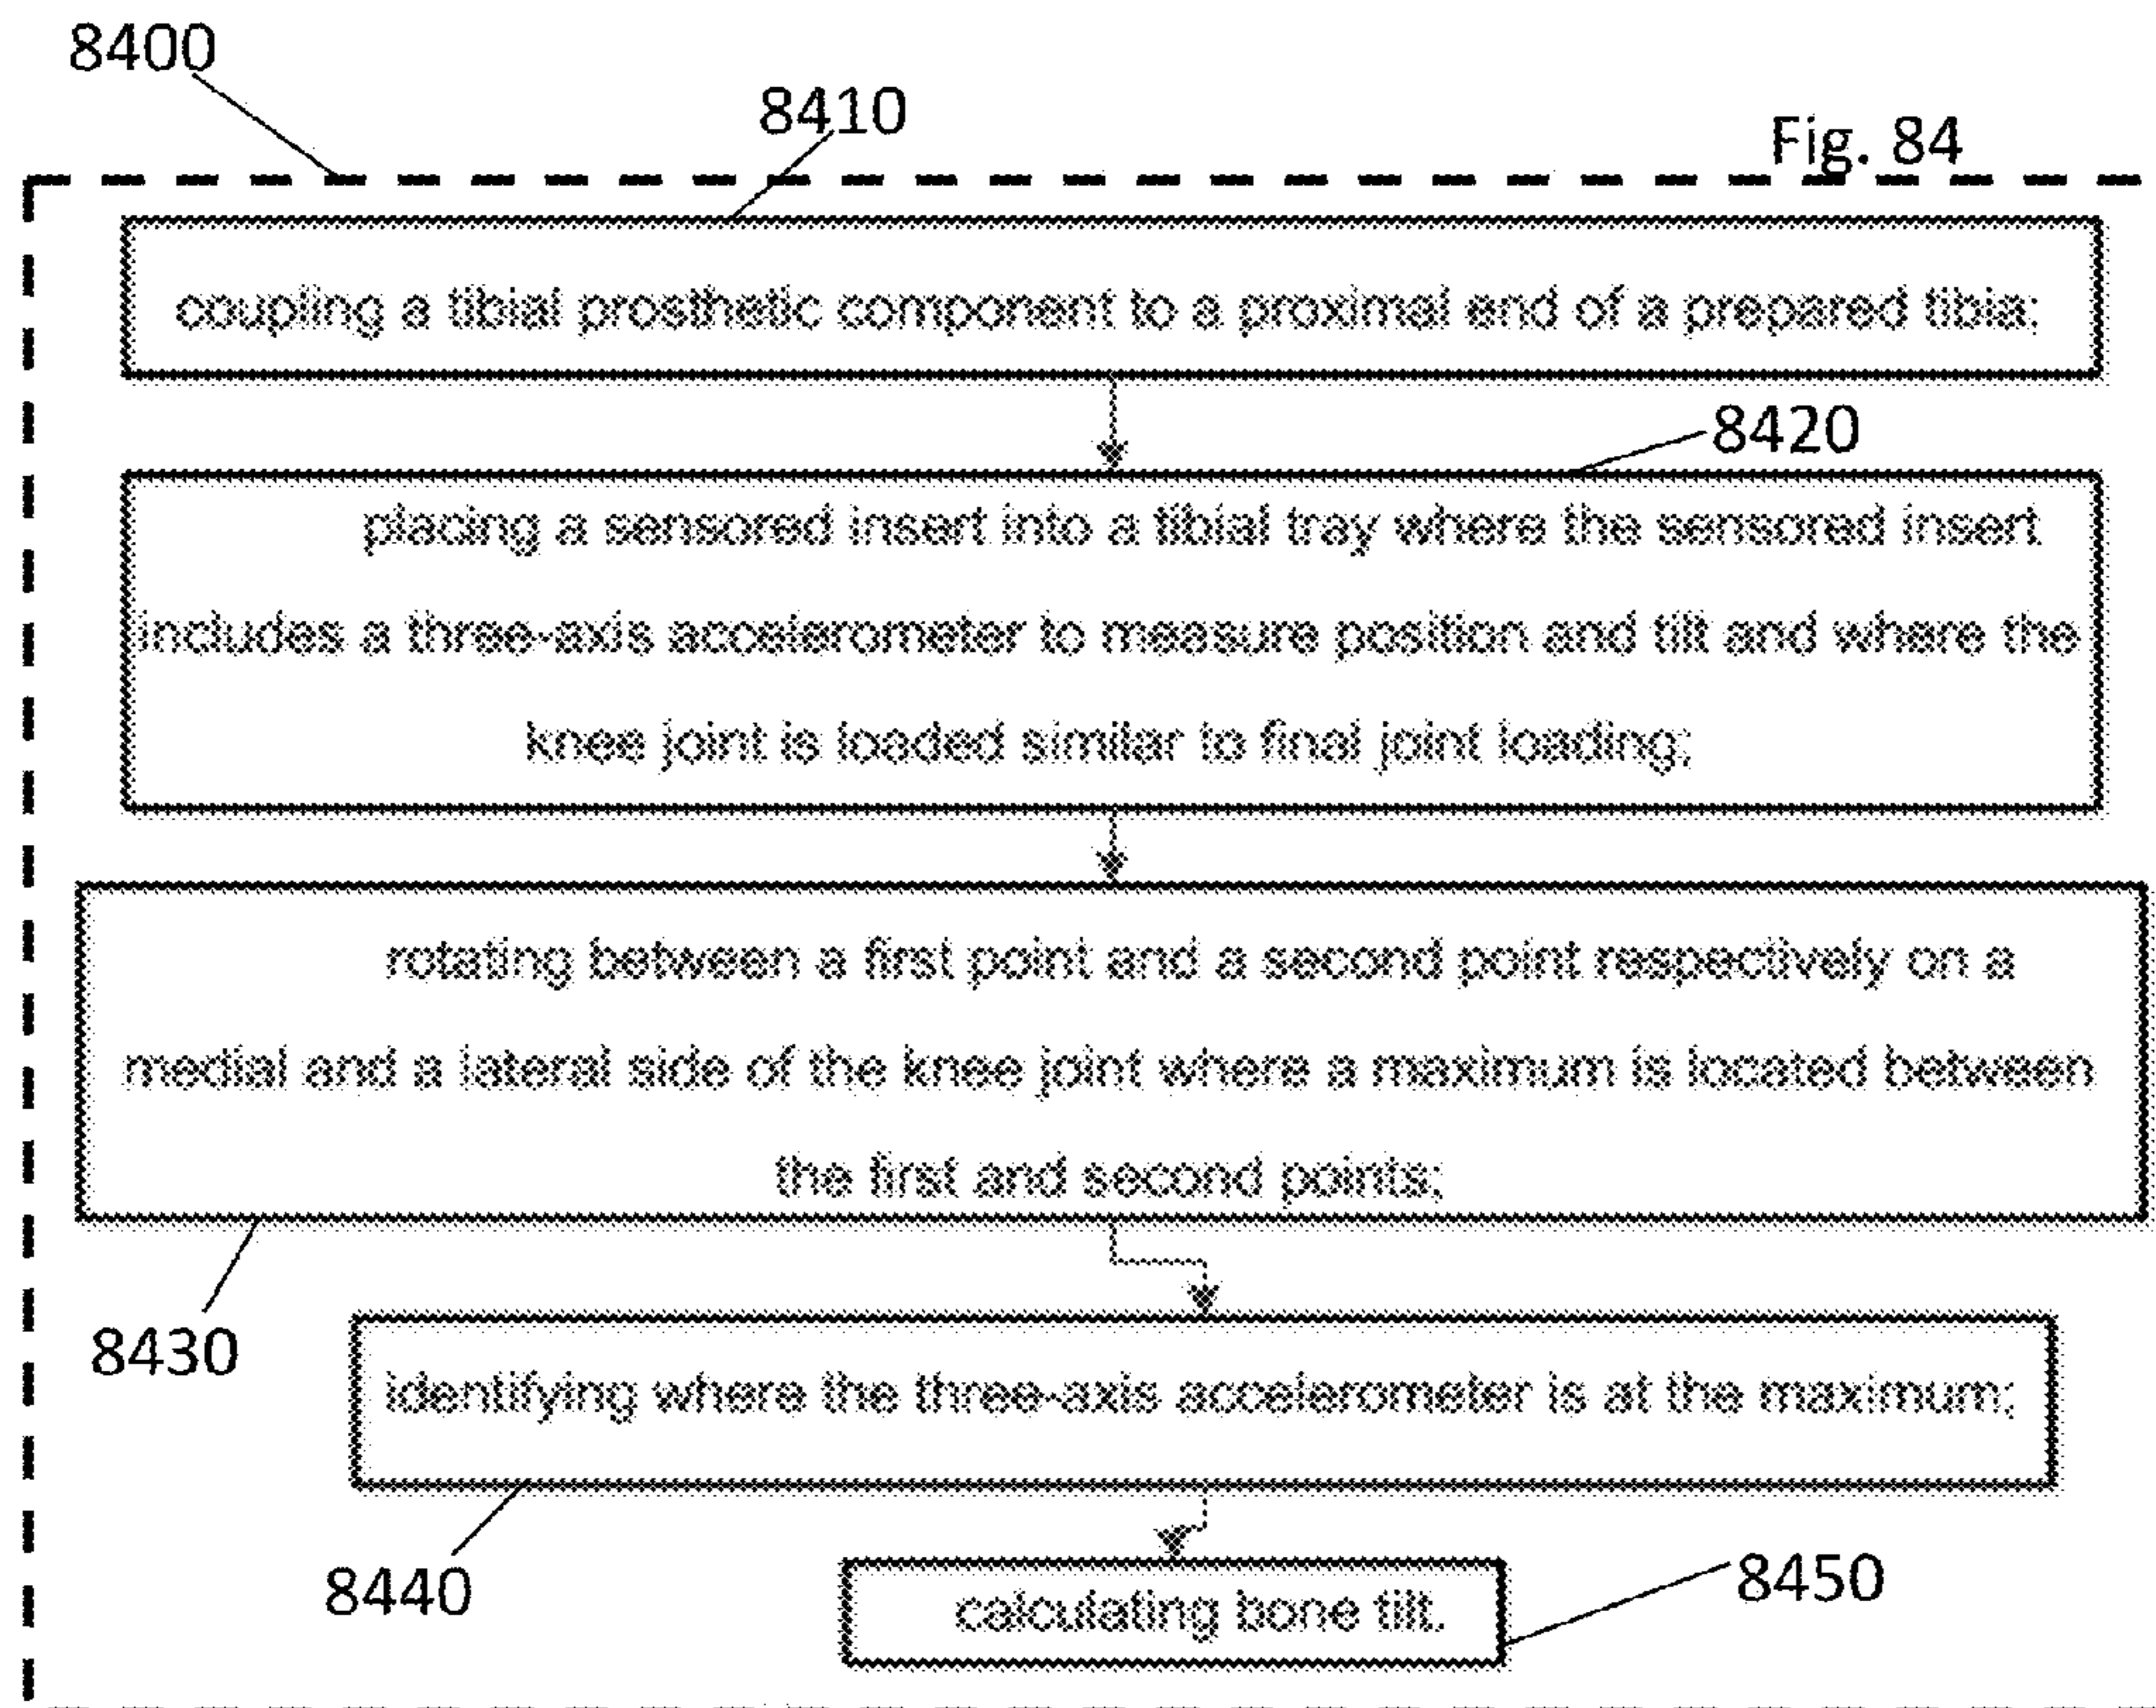 8400
8410
Fig. 84
coupling a tibial prosthetic component to a proximal end of a prepared tibia;
8420
placing a sensored insert into a tibial tray where the sensored insert
includes a three-axis accelerometer to measure position and tilt and where the
knee joint is loaded similar to final joint loading;
rotating between a first point and a second point respectively on a
medial and a lateral side of the knee joint where a maximum is located between
the first and second points;
8430
identifying where the three-axis accelerometer is at the maximum;
8440
8450
calculating bone tilt.